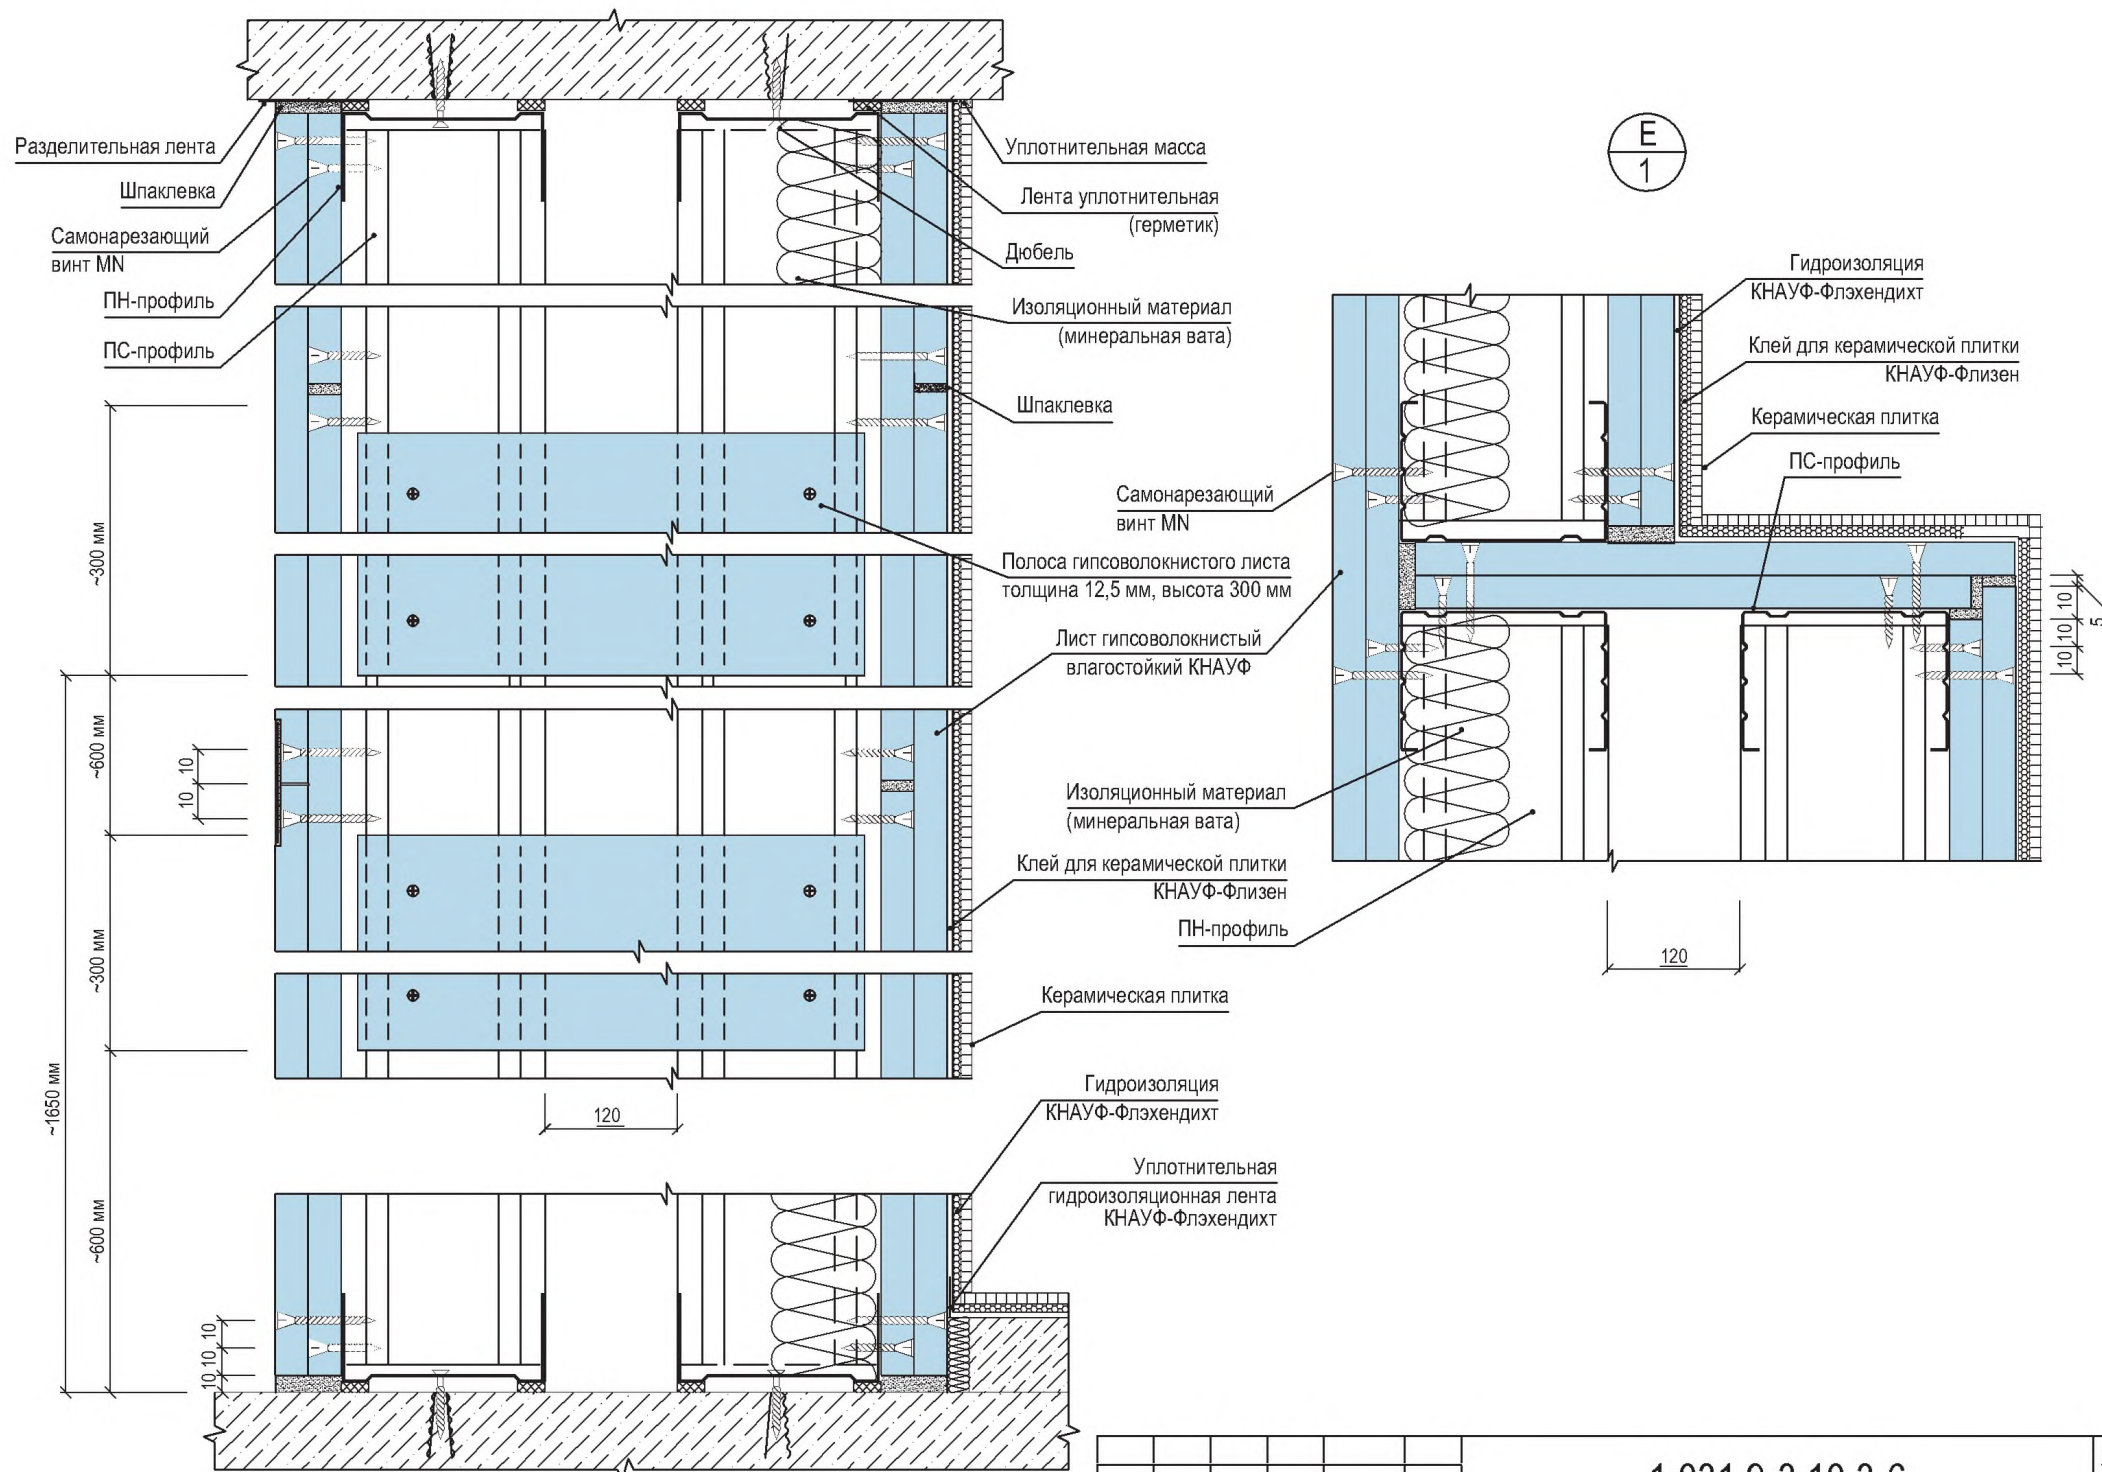 Разделительная лента
Шпаклевка
Самонарезающий
винт MN
ПН-профиль
ПС-профиль
~300 мм
~600 мм
10
10
~300 мм
~1650 мм
~600 мм
10
10
10
120
Уплотнительная масса
Лента уплотнительная
(герметик)
Дюбель
Изоляционный материал
(минеральная вата)
Шпаклевка
Полоса гипсоволокнистого листа
толщина 12,5 мм, высота 300 мм
Лист гипсоволокнистый
влагостойкий КНАУФ
Клей для керамической плитки
КНАУФ-Флизен
Керамическая плитка
Гидроизоляция
КНАУФ-Флэхендихт
Уплотнительная
гидроизоляционная лента
КНАУФ-Флэхендихт
Е
1
Гидроизоляция
КНАУФ-Флэхендихт
Клей для керамической плитки
КНАУФ-Флизен
Керамическая плитка
ПС-профиль
Самонарезающий
винт MN
Изоляционный материал
(минеральная вата)
ПН-профиль
10
10
10
5
120